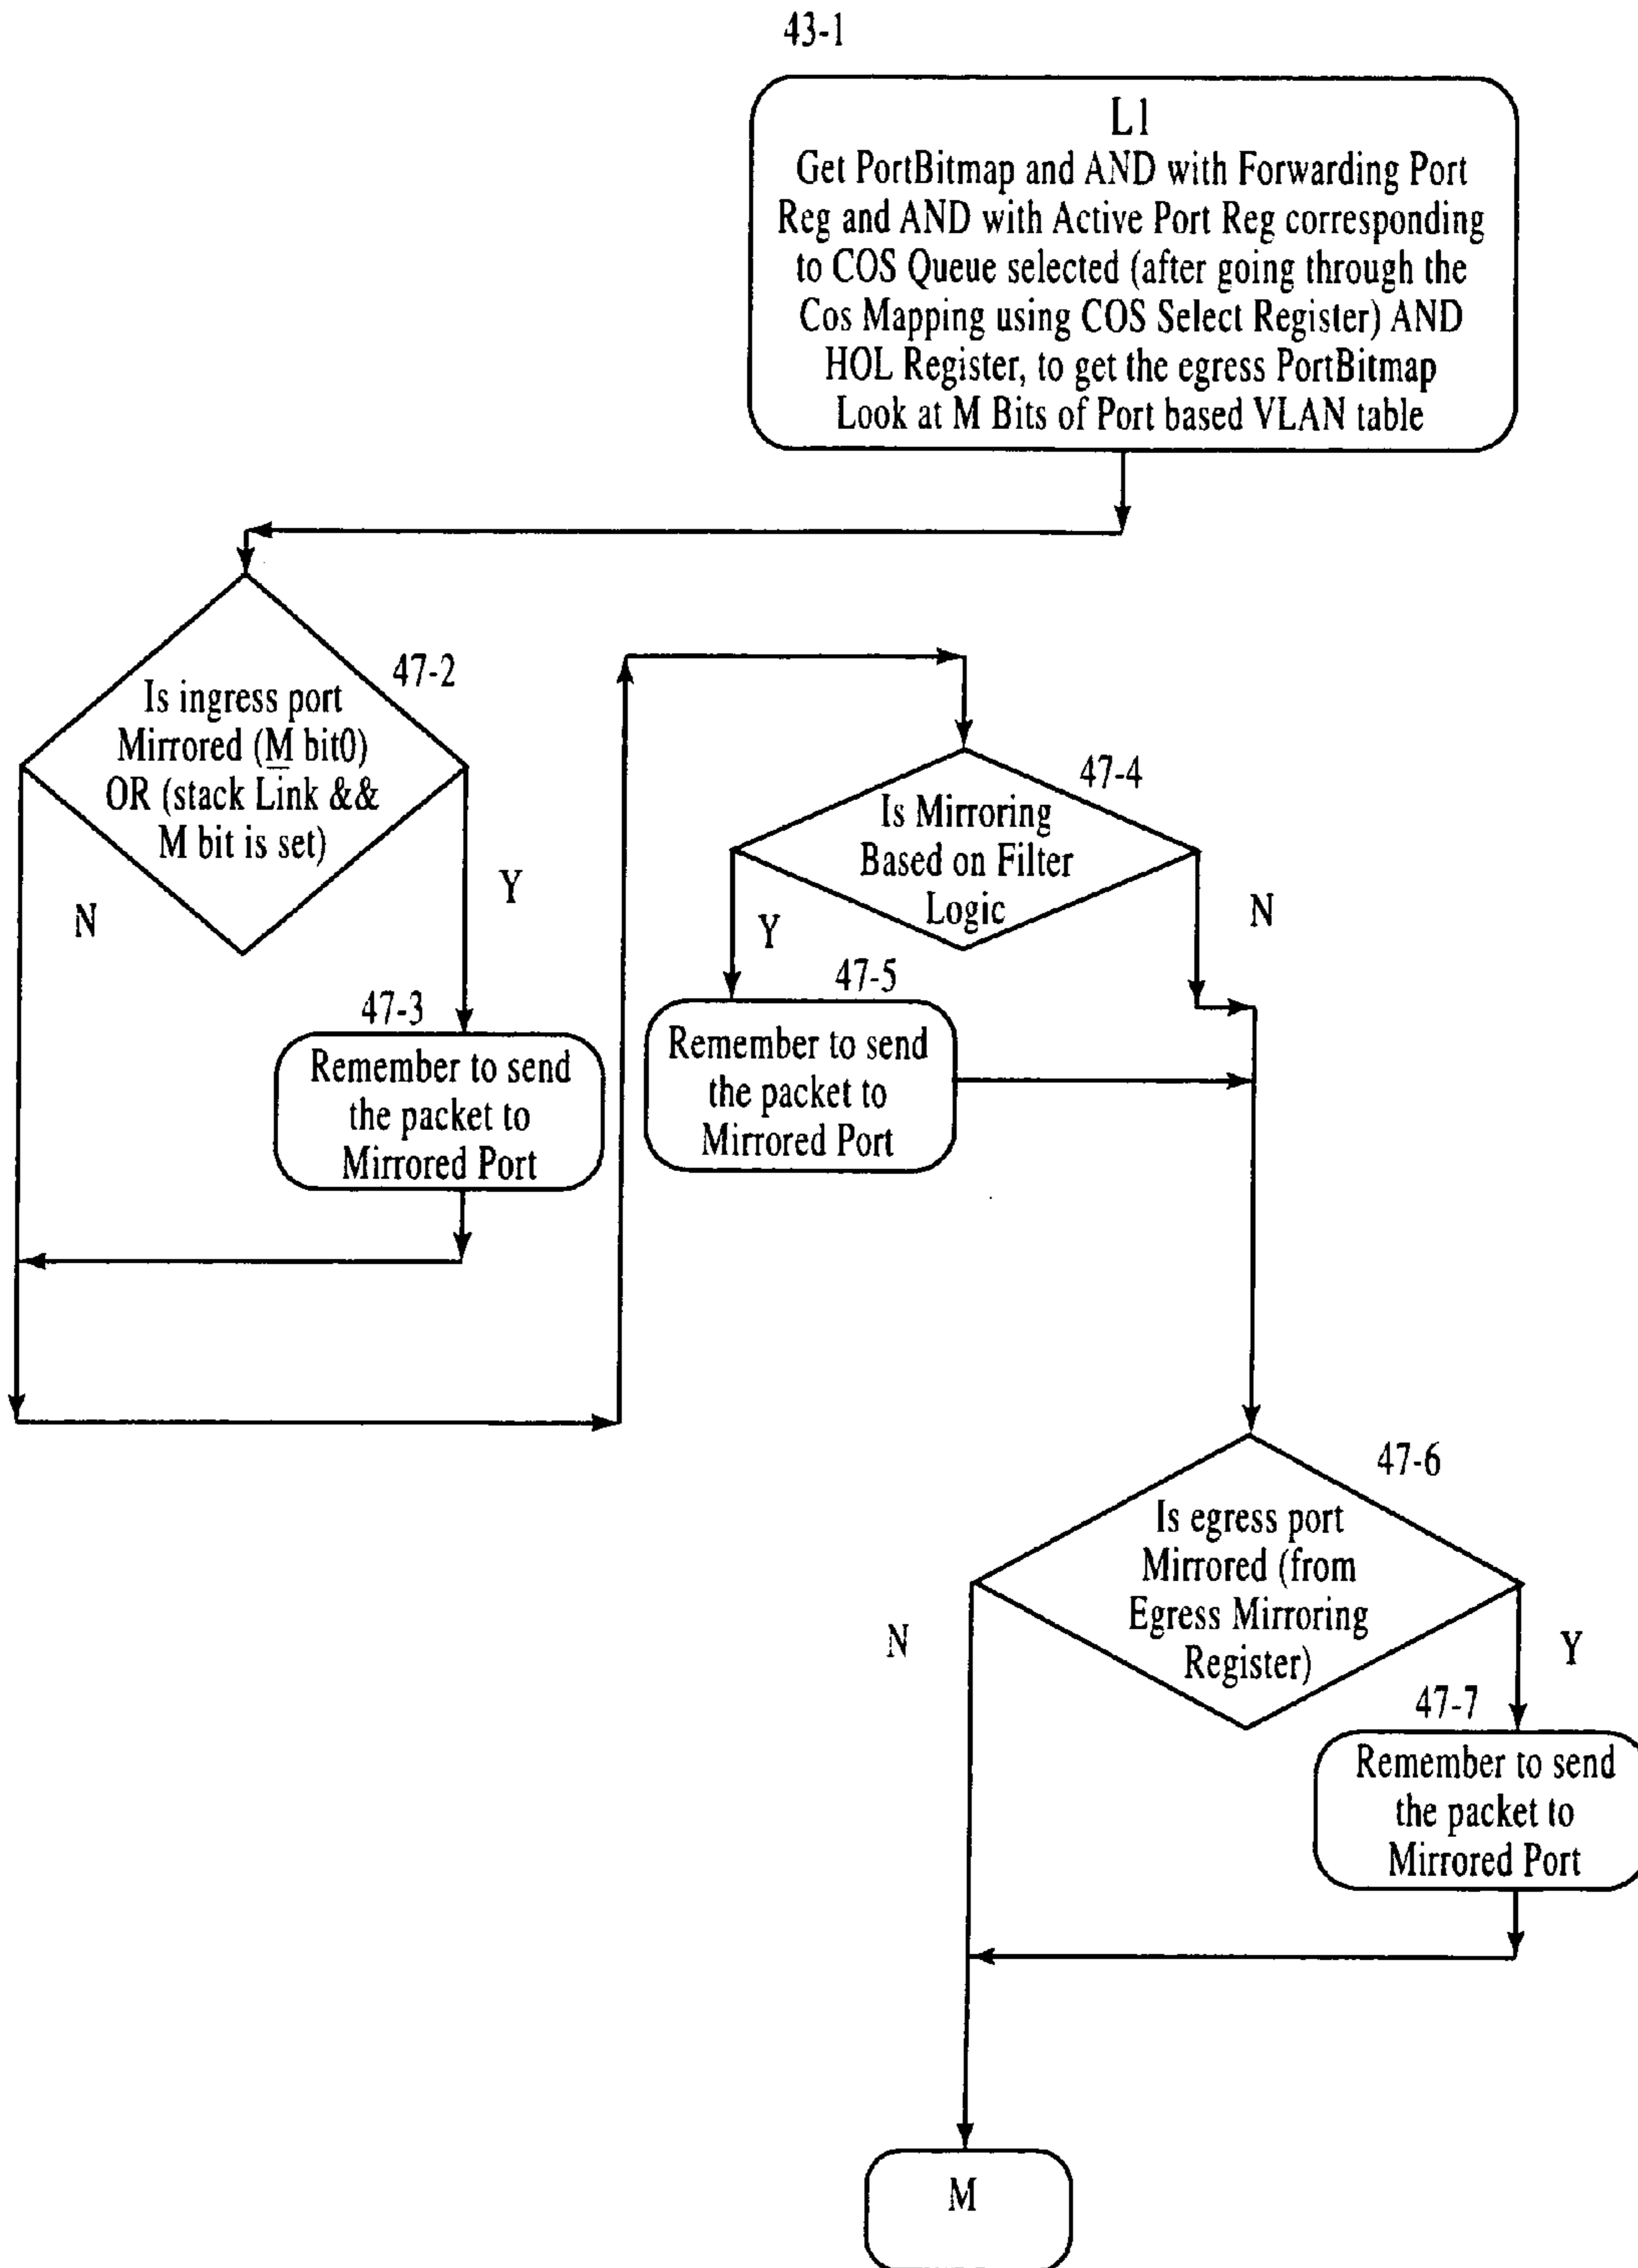 43-1
L1
Get PortBitmap and AND with Forwarding Port
Reg and AND with Active Port Reg corresponding
to COS Queue selected (after going through the
Cos Mapping using COS Select Register) AND
HOL Register, to get the egress PortBitmap
Look at M Bits of Port based VLAN table
47-2
Is ingress port
Mirrored (M bit0)
OR (stack Link &&
M bit is set)
N
Y
47-3
Remember to send
the packet to
Mirrored Port
47-4
Is Mirroring
Based on Filter
Logic
Y
N
47-5
Remember to send
the packet to
Mirrored Port
47-6
Is egress port
Mirrored (from
Egress Mirroring
Register)
N
Y
47-7
Remember to send
the packet to
Mirrored Port
M